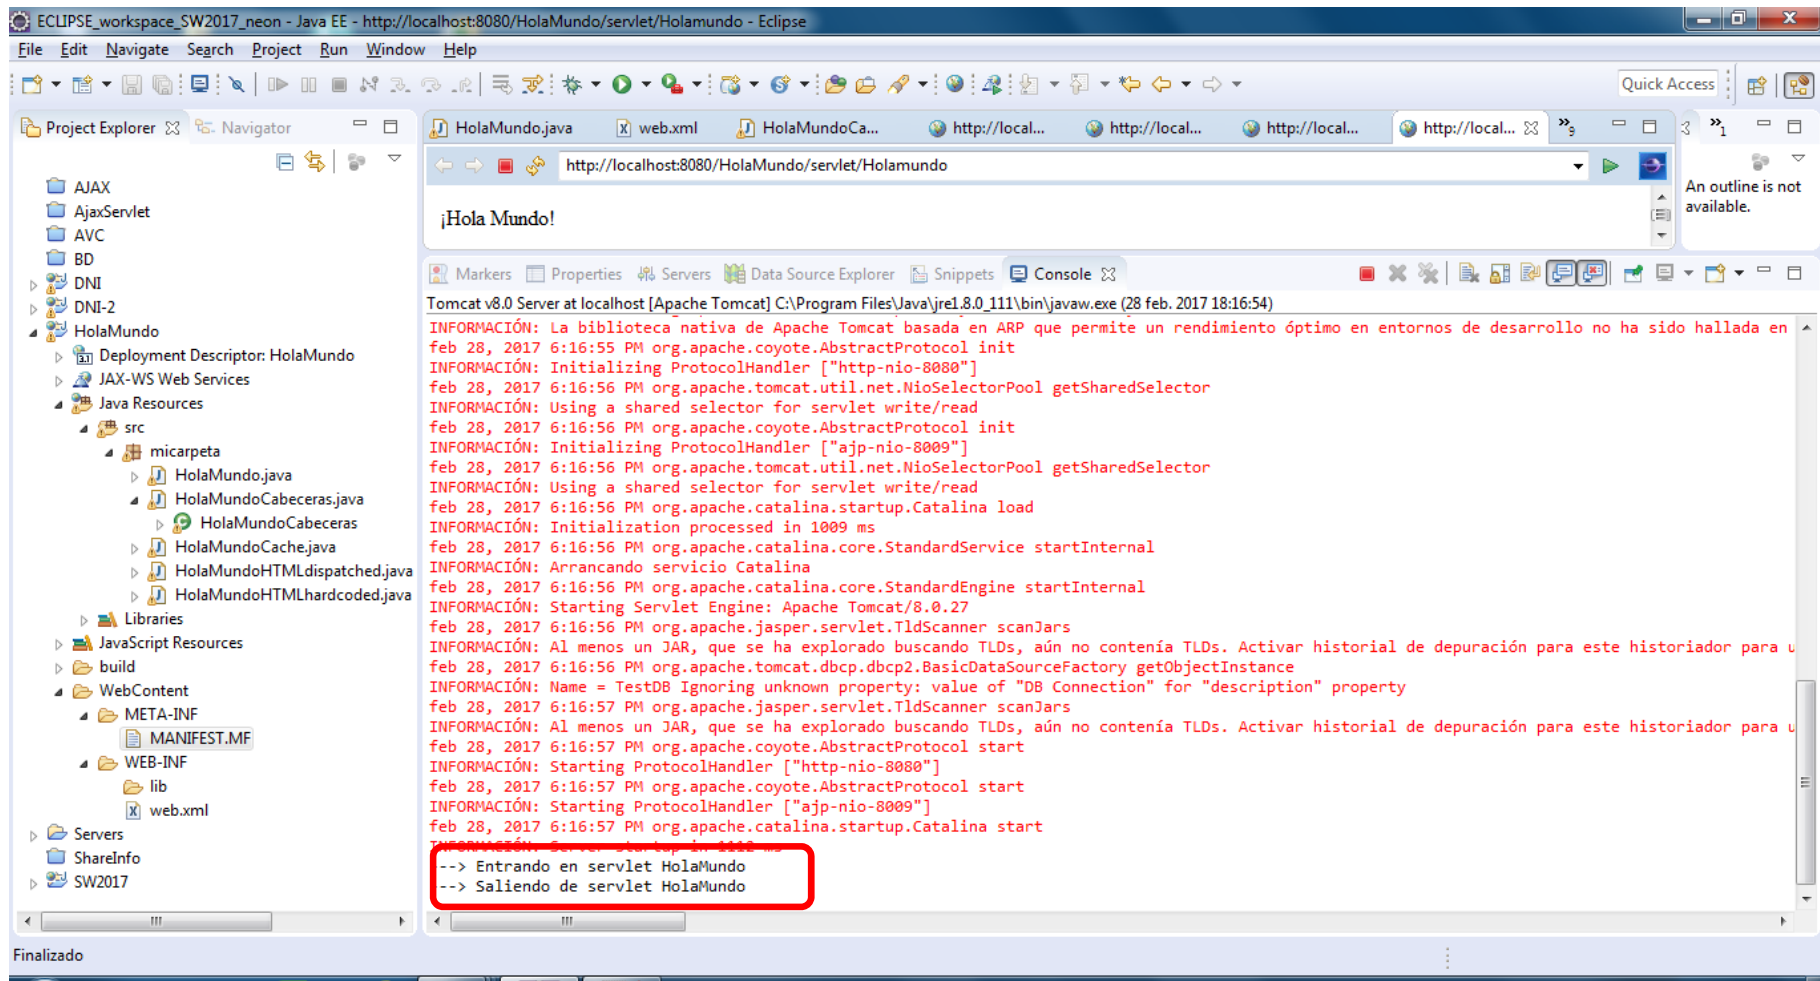 ECLIPSE_workspace_SW2017_neon - Java EE - http://localhost:8080/HolaMundo/servlet/Holamundo - Eclipse
File Edit Navigate Search Project Run Window Help
Quick Access
Project Explorer Navigator
AJAX
AjaxServlet
AVC
BD
DNI
DNI-2
HolaMundo
Deployment Descriptor: HolaMundo
JAX-WS Web Services
Java Resources
src
micarpeta
HolaMundo.java
HolaMundoCabeceras.java
HolaMundoCabeceras
HolaMundoCache.java
HolaMundoHTMLdispatched.java
HolaMundoHTMLhardcoded.java
Libraries
JavaScript Resources
build
WebContent
META-INF
MANIFEST.MF
WEB-INF
lib
web.xml
Servers
ShareInfo
SW2017
HolaMundo.java web.xml HolaMundoCa... http://local... http://local... http://local... http://local... »9
http://localhost:8080/HolaMundo/servlet/Holamundo
¡Hola Mundo!
»1
An outline is not
available.
Markers Properties Servers Data Source Explorer Snippets Console
Tomcat v8.0 Server at localhost [Apache Tomcat] C:\Program Files\Java\jre1.8.0_111\bin\javaw.exe (28 feb. 2017 18:16:54)
INFORMACIÓN: La biblioteca nativa de Apache Tomcat basada en ARP que permite un rendimiento óptimo en entornos de desarrollo no ha sido hallada en
feb 28, 2017 6:16:55 PM org.apache.coyote.AbstractProtocol init
INFORMACIÓN: Initializing ProtocolHandler ["http-nio-8080"]
feb 28, 2017 6:16:56 PM org.apache.tomcat.util.net.NioSelectorPool getSharedSelector
INFORMACIÓN: Using a shared selector for servlet write/read
feb 28, 2017 6:16:56 PM org.apache.coyote.AbstractProtocol init
INFORMACIÓN: Initializing ProtocolHandler ["ajp-nio-8009"]
feb 28, 2017 6:16:56 PM org.apache.tomcat.util.net.NioSelectorPool getSharedSelector
INFORMACIÓN: Using a shared selector for servlet write/read
feb 28, 2017 6:16:56 PM org.apache.catalina.startup.Catalina load
INFORMACIÓN: Initialization processed in 1009 ms
feb 28, 2017 6:16:56 PM org.apache.catalina.core.StandardService startInternal
INFORMACIÓN: Arrancando servicio Catalina
feb 28, 2017 6:16:56 PM org.apache.catalina.core.StandardEngine startInternal
INFORMACIÓN: Starting Servlet Engine: Apache Tomcat/8.0.27
feb 28, 2017 6:16:56 PM org.apache.jasper.servlet.TldScanner scanJars
INFORMACIÓN: Al menos un JAR, que se ha explorado buscando TLDs, aún no contenía TLDs. Activar historial de depuración para este historiador para u
feb 28, 2017 6:16:56 PM org.apache.tomcat.dbcp.dbcp2.BasicDataSourceFactory getObjectInstance
INFORMACIÓN: Name = TestDB Ignoring unknown property: value of "DB Connection" for "description" property
feb 28, 2017 6:16:57 PM org.apache.jasper.servlet.TldScanner scanJars
INFORMACIÓN: Al menos un JAR, que se ha explorado buscando TLDs, aún no contenía TLDs. Activar historial de depuración para este historiador para u
feb 28, 2017 6:16:57 PM org.apache.coyote.AbstractProtocol start
INFORMACIÓN: Starting ProtocolHandler ["http-nio-8080"]
feb 28, 2017 6:16:57 PM org.apache.coyote.AbstractProtocol start
INFORMACIÓN: Starting ProtocolHandler ["ajp-nio-8009"]
feb 28, 2017 6:16:57 PM org.apache.catalina.startup.Catalina start
INFORMACIÓN: Server startup in 1112 ms
--> Entrando en servlet HolaMundo
--> Saliendo de servlet HolaMundo
Finalizado